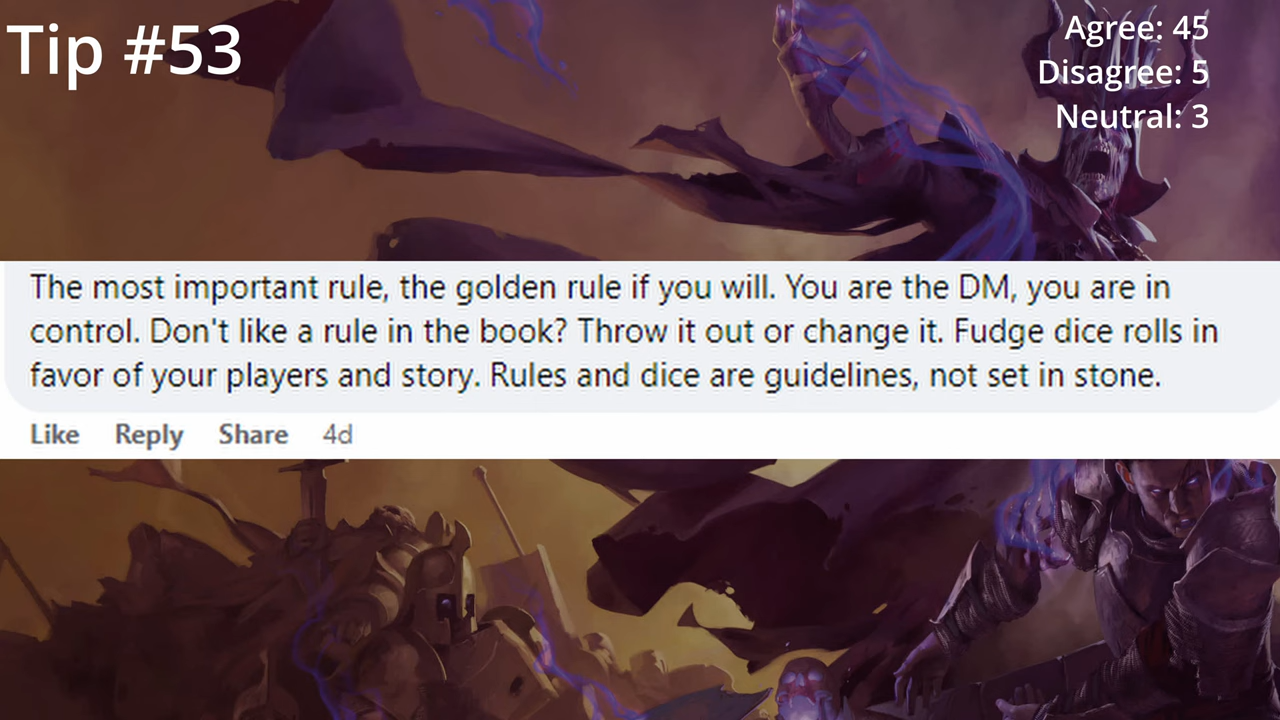 Tip #53
Agree: 45
Disagree: 5
Neutral: 3
The most important rule, the golden rule if you will. You are the DM, you are in
control. Don't like a rule in the book? Throw it out or change it. Fudge dice rolls in
favor of your players and story. Rules and dice are guidelines, not set in stone.
Like Reply Share 4d